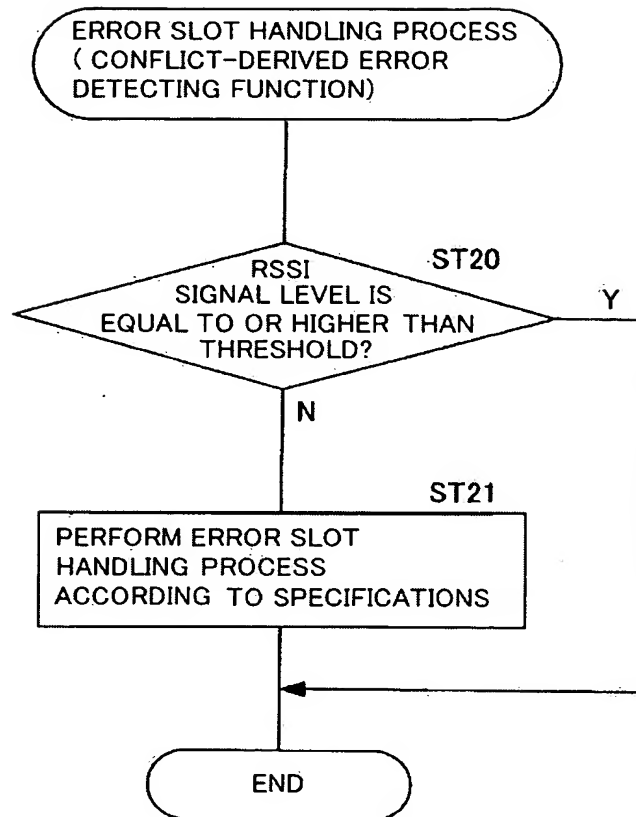 ERROR SLOT HANDLING PROCESS
( CONFLICT-DERIVED ERROR
DETECTING FUNCTION)
ST20
RSSI
SIGNAL LEVEL IS
EQUAL TO OR HIGHER THAN
THRESHOLD?
Y
N
ST21
PERFORM ERROR SLOT
HANDLING PROCESS
ACCORDING TO SPECIFICATIONS
END